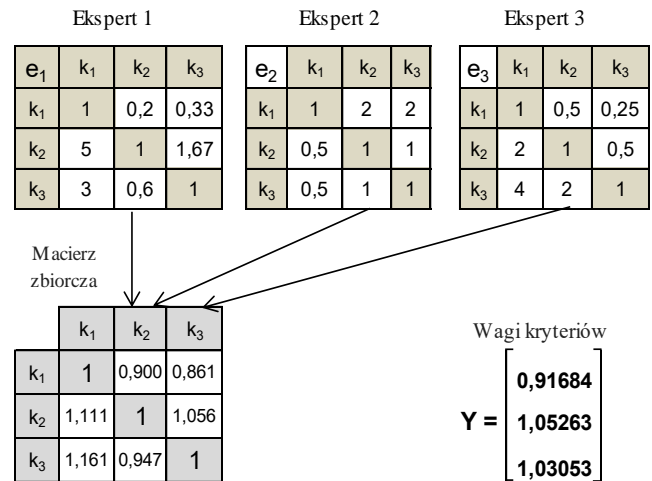 Ekspert 1 Ekspert 2 Ekspert 3
e1 k1 k2 k3 e2 k1 k2 k3 e3 k1 k2 k3
k1 1 0,2 0,33 k1 1 2 2 k1 1 0,5 0,25
k2 5 1 1,67 k2 0,5 1 1 k2 2 1 0,5
k3 3 0,6 1 k3 0,5 1 1 k3 4 2 1
Macierz
zbiorcza
k1 k2 k3
k1 1 0,900 0,861
k2 1,111 1 1,056
k3 1,161 0,947 1
Wagi kryteriów
0,91684
Y = 1,05263
1,03053